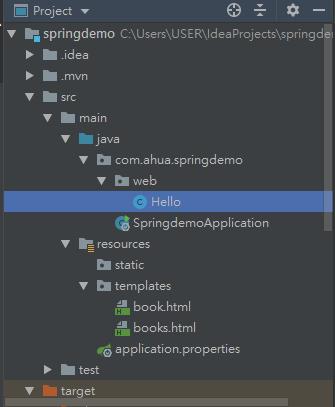 Project
springdemo C:\Users\USER\IdeaProjects\springde
.idea
.mvn
src
main
java
com.ahua.springdemo
web
Hello
SpringdemoApplication
resources
static
templates
book.html
books.html
application.properties
test
target